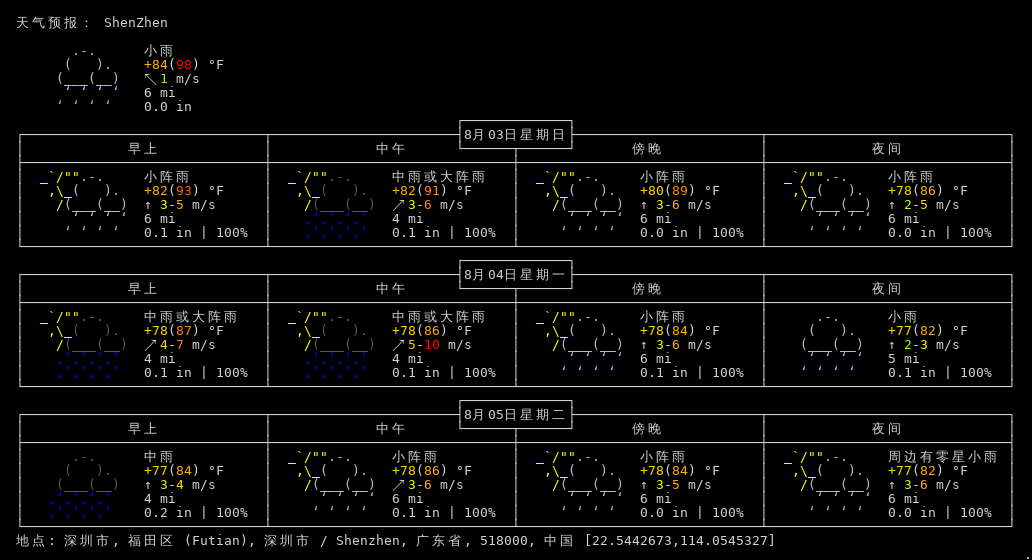 天气预报： ShenZhen
小雨
+84(98) °F
↖ 1 m/s
6 mi
0.0 in
8月03日星期日
早上 中午 傍晚 夜间
小阵雨 中雨或大阵雨 小阵雨 小阵雨
+82(93) °F +82(91) °F +80(89) °F +78(86) °F
↑ 3-5 m/s ↗ 3-6 m/s ↑ 3-6 m/s ↑ 2-5 m/s
6 mi 4 mi 6 mi 6 mi
0.1 in | 100% 0.1 in | 100% 0.0 in | 100% 0.0 in | 100%
8月04日星期一
早上 中午 傍晚 夜间
中雨或大阵雨 中雨或大阵雨 小阵雨 小雨
+78(87) °F +78(86) °F +78(84) °F +77(82) °F
↗ 4-7 m/s ↗ 5-10 m/s ↑ 3-6 m/s ↑ 2-3 m/s
4 mi 4 mi 6 mi 5 mi
0.1 in | 100% 0.1 in | 100% 0.1 in | 100% 0.1 in | 100%
8月05日星期二
早上 中午 傍晚 夜间
中雨 小阵雨 小阵雨 周边有零星小雨
+77(84) °F +78(86) °F +78(84) °F +77(82) °F
↑ 3-4 m/s ↗ 3-6 m/s ↑ 3-5 m/s ↑ 3-6 m/s
4 mi 6 mi 6 mi 6 mi
0.2 in | 100% 0.1 in | 100% 0.0 in | 100% 0.0 in | 100%
地点: 深圳市, 福田区 (Futian), 深圳市 / Shenzhen, 广东省, 518000, 中国 [22.5442673,114.0545327]